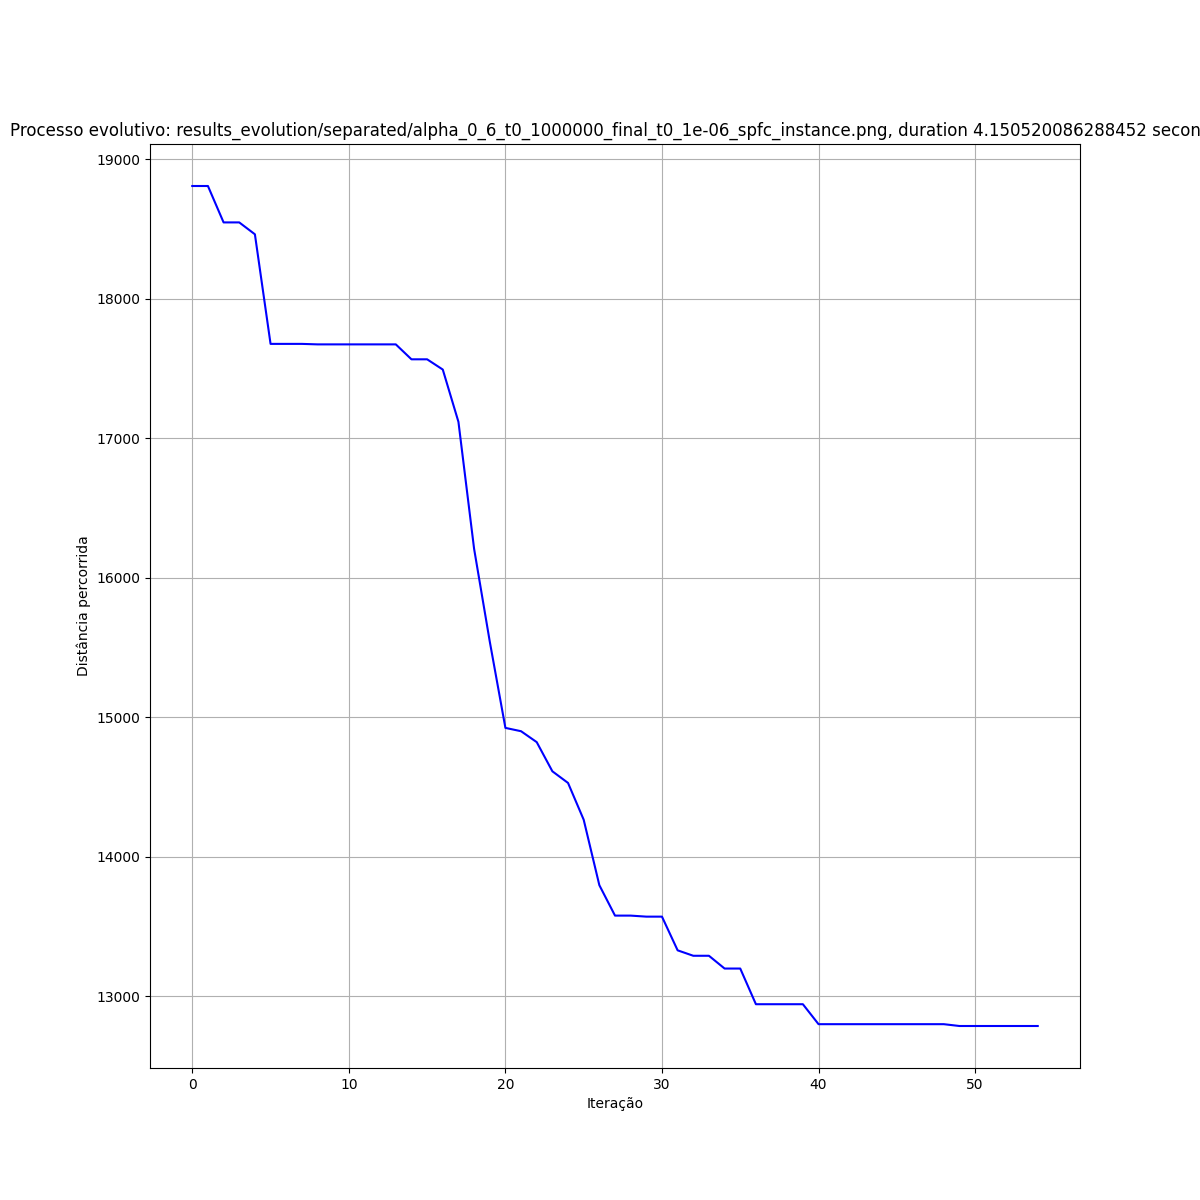 Processo evolutivo: results_evolution/separated/alpha_0_6_t0_1000000_final_t0_1e-06_spfc_instance.png, duration 4.150520086288452 secon
19000
18000
17000
16000
15000
14000
13000
Distância percorrida
0 10 20 30 40 50
Iteração